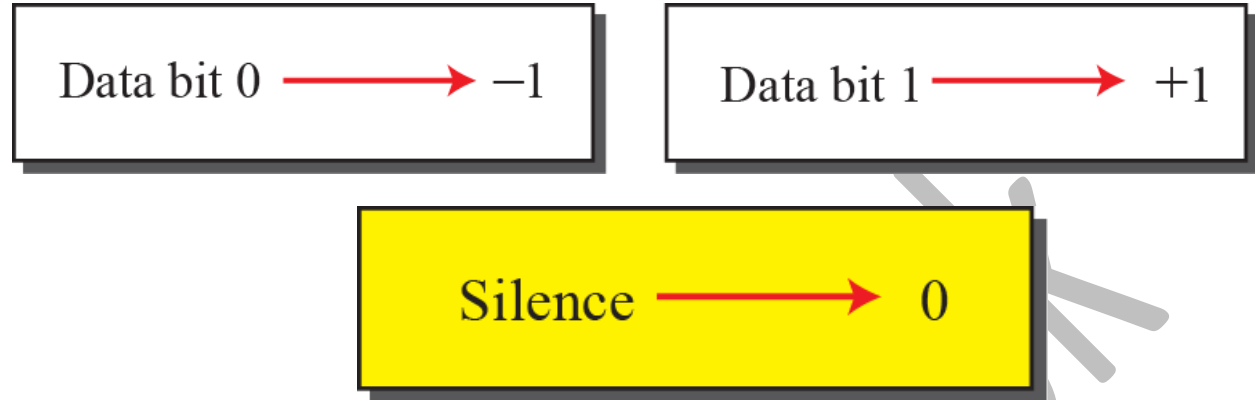 Data bit 0 → −1
Data bit 1 → +1
Silence → 0